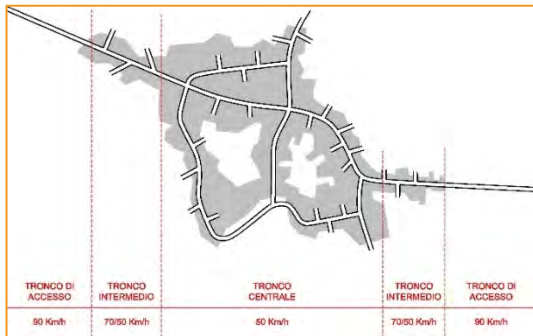 TRONCO DI
ACCESSO
TRONCO
INTERMEDIO
TRONCO
CENTRALE
TRONCO
INTERMEDIO
TRONCO DI
ACCESSO
90 Km/h
70/50 Km/h
50 Km/h
70/50 Km/h
90 Km/h